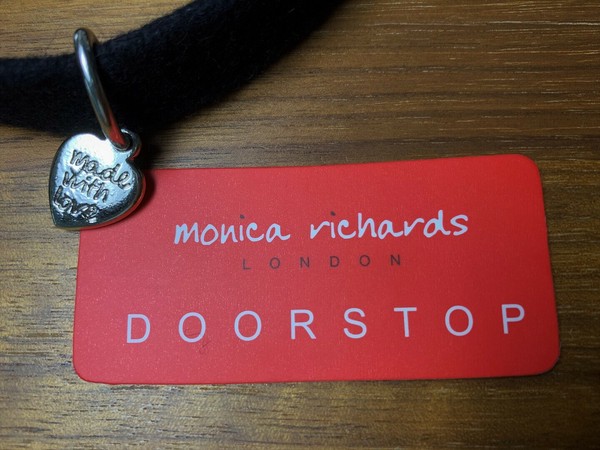 made
with
love
monica richards
LONDON
DOORSTOP